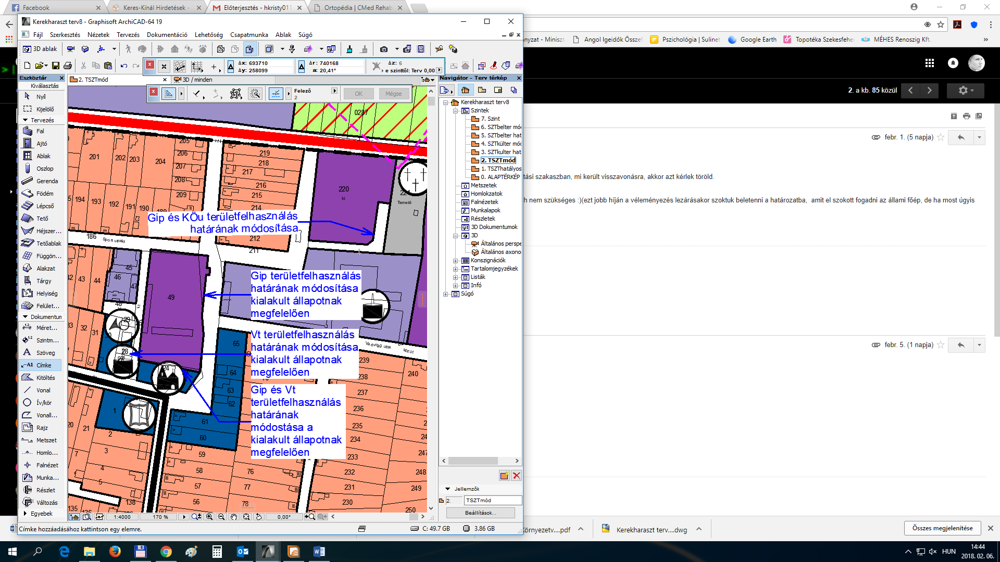 Facebook
Keres-Kínál Hirdetések -
Előterjesztés - hkristy011
Ortopédia | CMed Rehab
Kerekharaszt terv8 - Graphisoft ArchiCAD-64 19
Fájl Szerkesztés Nézetek Tervezés Dokumentáció Lehetőség Csapatmunka Ablak Súgó
Angol Igeidők Összef
Pszichológia | Sulinet
Google Earth
Topotéka Szekesfehe
MÉHES Renoszig Kft.
3D ablak
Δx: 693710
Δy: 258099
Δr: 740168
a: 20,41°
Δz: 6
e szinttől: Terv 0,00
Eszköztár
Kiválasztás
Nyíl
Kijelölő
Tervezés
Fal
Ajtó
Ablak
Oszlop
Gerenda
Födém
Lépcső
Tető
Héjszer...
Tetőablak
Függön...
Alakzat
Tárgy
Helyiség
Felület...
Dokumentun
Méret...
Szintm...
Szöveg
Címke
Kitöltés
Vonal
Ív/kör
Vonall...
Rajz
Metszet
Homlo...
Falnézet
Munka...
Részlet
Változás
Egyebek
2. TSZTmód
3D / minden
Felező
2
OK
Mégse
0287
201 202 203 204 205
206
207
208
209
219
218
217
216
215
214
212
211
220
kt
Temető
194 193 192 191 190
186
Sport utca
Gip és KÖu területfelhasználás
határának módosítása
Gip területfelhasználás
határának módosítása
kialakult állapotnak
megfelelően
Vt területfelhasználás
határának módosítása
kialakult állapotnak
megfelelően
Gip és Vt
területfelhasználás
határának
módostása a
kialakult állapotnak
megfelelően
43 44 45
46
47
49
32 31
28
24
65
64
63
62
61
60
1
2
3
4
5
7
20 21
59
58
57
56
76
77
78
138
135 136
közút
239
240
238
237
236
235
234
233
232
231
230
248
249
250
Navigátor - Terv térkép
Kerekharaszt terv8
Szintek
7. Szint
6. SZTbelter mó
5. SZTbelter hat
4. SZTkülter mó
3. SZTkulter hat
2. TSZTmód
1. TSZThatályos
0. ALAPTÉRKÉP
Metszetek
Homlokzatok
Falnézetek
Munkalapok
Részletek
3D Dokumentumok
3D
Általános perspe
Általános axono
Konszignációk
Tartalomjegyzékek
Listák
Infó
Súgó
Jellemzők
2.
TSZTmód
Beállítások...
1:4000
170 %
0,00°
Címke hozzáadásához kattintson egy elemre.
C: 49.7 GB
3.86 GB
2. a kb. 85 közül
febr. 1. (5 napja)
tási szakaszban, mi került visszavonásra, akkor azt kérlek töröld.
h nem szükséges :)(ezt jobb híján a véleményezés lezárásakor szoktuk beletenni a határozatba, amit el szokott fogadni az állami főép, de ha most úgyis
febr. 5. (1 napja)
örnyezetv....pdf
Kerekharaszt terv....dwg
Összes megjelenítése
HUN
14:44
2018. 02. 06.